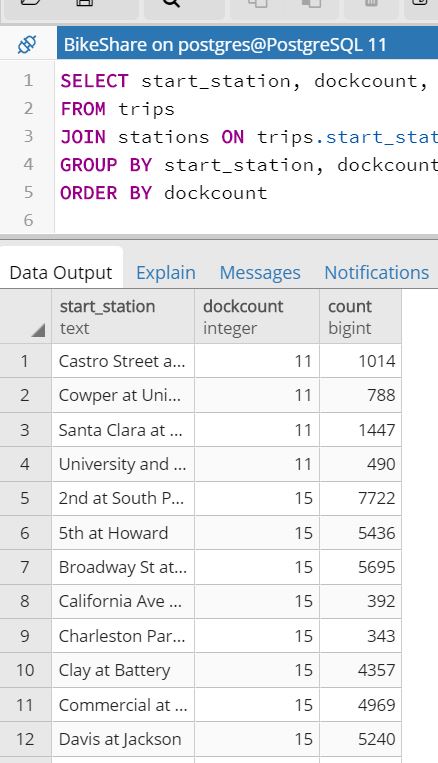 BikeShare on postgres@PostgreSQL 11
1 SELECT start_station, dockcount,
2 FROM trips
3 JOIN stations ON trips.start_stat
4 GROUP BY start_station, dockcount
5 ORDER BY dockcount
6
Data Output Explain Messages Notifications
start_station dockcount count
text integer bigint
1 Castro Street a... 11 1014
2 Cowper at Uni... 11 788
3 Santa Clara at ... 11 1447
4 University and ... 11 490
5 2nd at South P... 15 7722
6 5th at Howard 15 5436
7 Broadway St at... 15 5695
8 California Ave ... 15 392
9 Charleston Par... 15 343
10 Clay at Battery 15 4357
11 Commercial at ... 15 4969
12 Davis at Jackson 15 5240